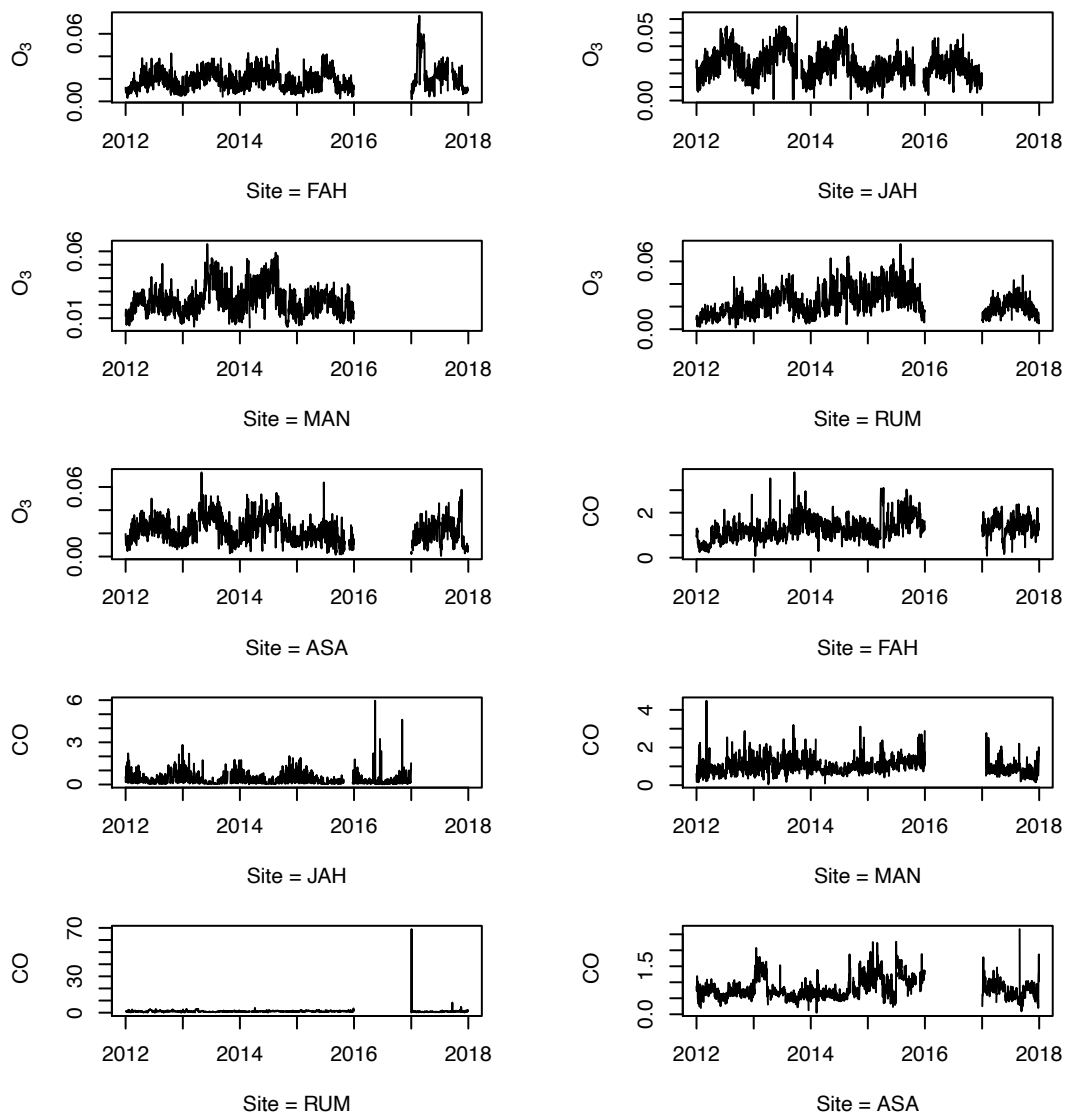 O₃ 0.00 0.06
2012 2014 2016 2018
Site = FAH
O₃ 0.00 0.05
2012 2014 2016 2018
Site = JAH
O₃ 0.01 0.06
2012 2014 2016 2018
Site = MAN
O₃ 0.00 0.06
2012 2014 2016 2018
Site = RUM
O₃ 0.00 0.06
2012 2014 2016 2018
Site = ASA
CO 0 2
2012 2014 2016 2018
Site = FAH
CO 0 3 6
2012 2014 2016 2018
Site = JAH
CO 0 2 4
2012 2014 2016 2018
Site = MAN
CO 0 30 70
2012 2014 2016 2018
Site = RUM
CO 0.0 1.5
2012 2014 2016 2018
Site = ASA